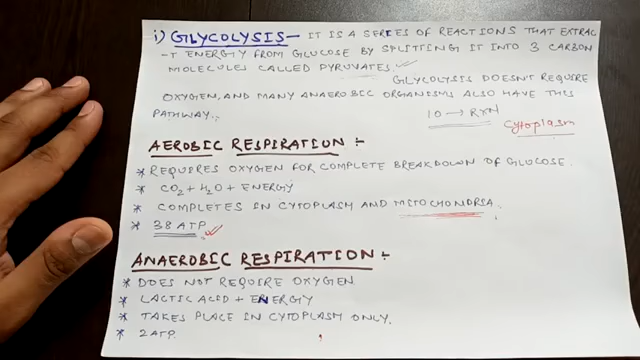 i) GLYCOLYSIS - IT IS A SERIES OF REACTIONS THAT EXTRAC
-T ENERGY FROM GLUCOSE BY SPLITTING IT INTO 3 CARBON
MOLECULES CALLED PYRUVATES.
GLYCOLYSIS DOESN'T REQUIRE
OXYGEN, AND MANY ANAEROBIC ORGANISMS ALSO HAVE THIS
PATHWAY.
10 → RXN
Cytoplasm
AEROBIC RESPIRATION :-
* REQUIRES OXYGEN FOR COMPLETE BREAKDOWN OF GLUCOSE.
* CO2 + H2O + ENERGY
* COMPLETES IN CYTOPLASM AND MITOCHONDRIA.
* 38 ATP
ANAEROBIC RESPIRATION :-
* DOES NOT REQUIRE OXYGEN
* LACTIC ACID + ENERGY
* TAKES PLACE IN CYTOPLASM ONLY.
* 2 ATP.